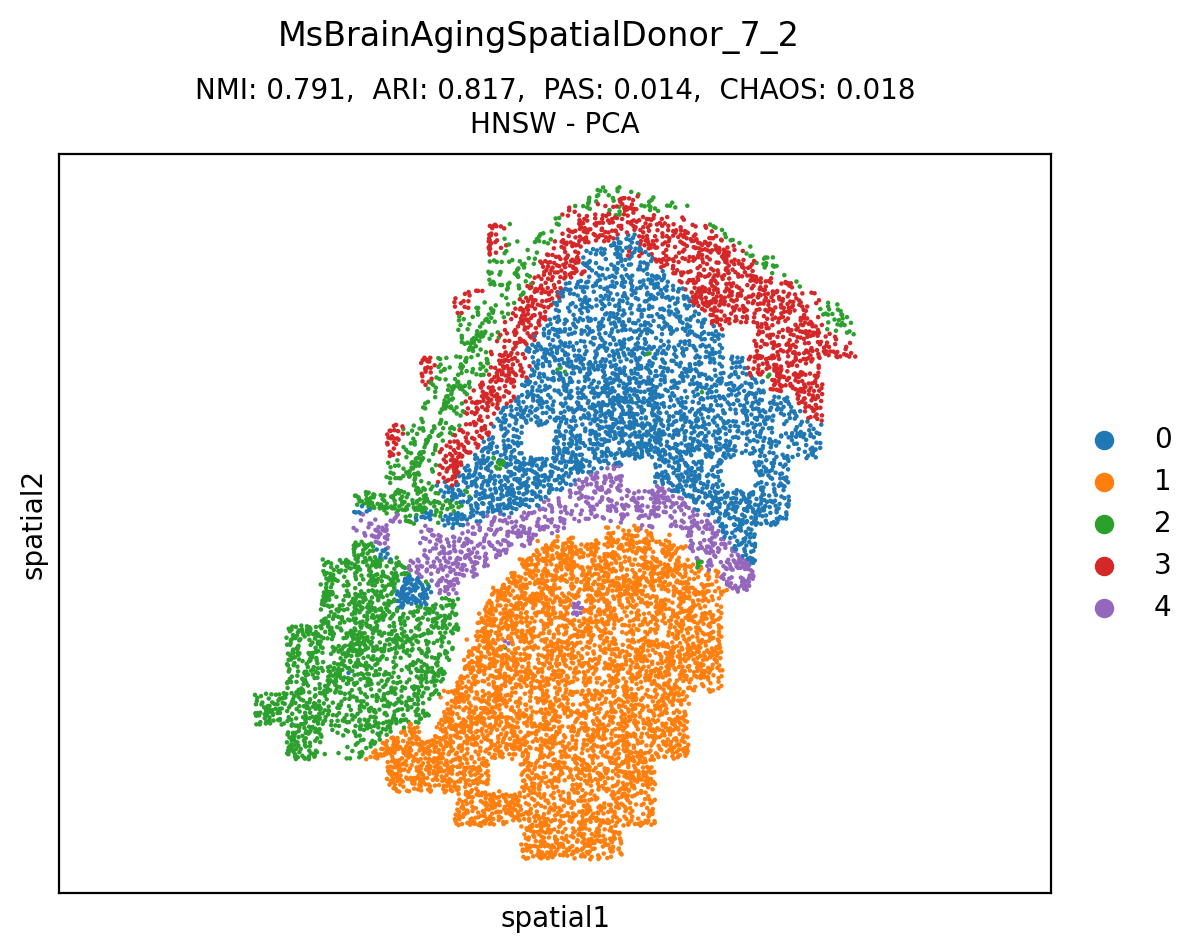 MsBrainAgingSpatialDonor_7_2
NMI: 0.791,  ARI: 0.817,  PAS: 0.014,  CHAOS: 0.018
HNSW - PCA
spatial2
spatial1
0
1
2
3
4